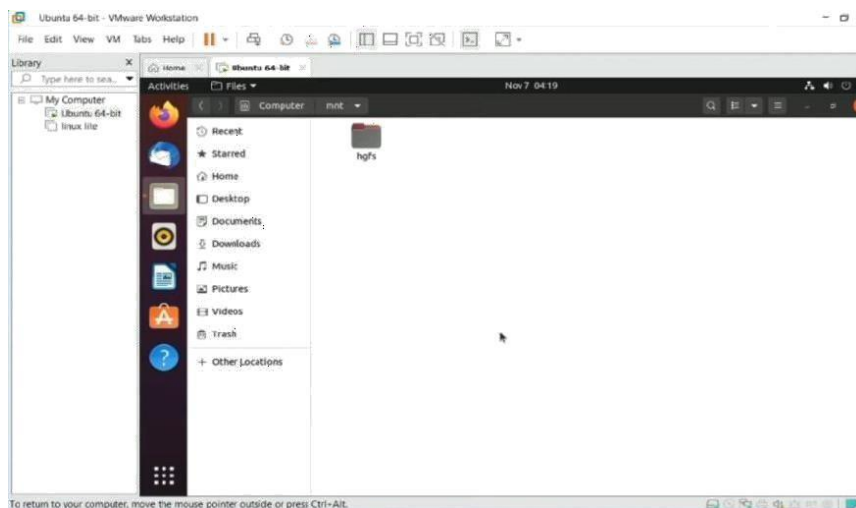 Ubuntu 64-bit - VMware Workstation
File Edit View VM Tabs Help
Library
Home
Ubuntu 64-bit
Type here to sea...
My Computer
Ubuntu 64-bit
linux lite
Activities
Files
Nov 7 04:19
Computer
mnt
Recent
Starred
Home
Desktop
Documents
Downloads
Music
Pictures
Videos
Trash
Other Locations
hgfs
To return to your computer, move the mouse pointer outside or press Ctrl+Alt.